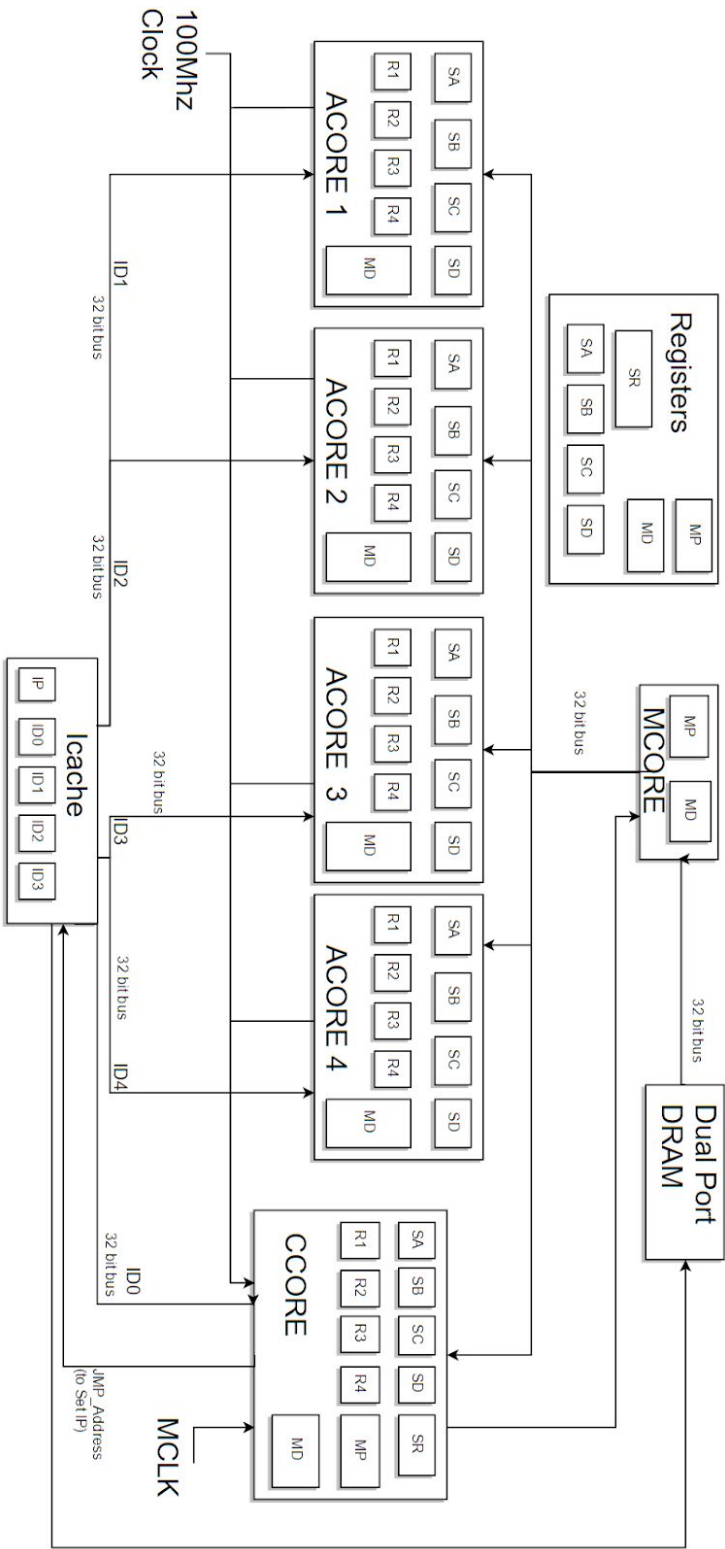 Registers
SR
SA
SB
SC
SD
MP
MD
MP
MD
MCORE
32 bit bus
Dual Port
DRAM
32 bit bus
SA
SB
SC
SD
R1
R2
R3
R4
MD
ACORE 1
SA
SB
SC
SD
R1
R2
R3
R4
MD
ACORE 2
SA
SB
SC
SD
R1
R2
R3
R4
MD
ACORE 3
SA
SB
SC
SD
R1
R2
R3
R4
MD
ACORE 4
SA
SB
SC
SD
SR
R1
R2
R3
R4
MP
MD
CCORE
100Mhz
Clock
ID1
32 bit bus
ID2
32 bit bus
32 bit bus
ID3
32 bit bus
ID4
ID0
32 bit bus
JMP_Address
(to Set IP)
MCLK
Icache
IP
ID0
ID1
ID2
ID3